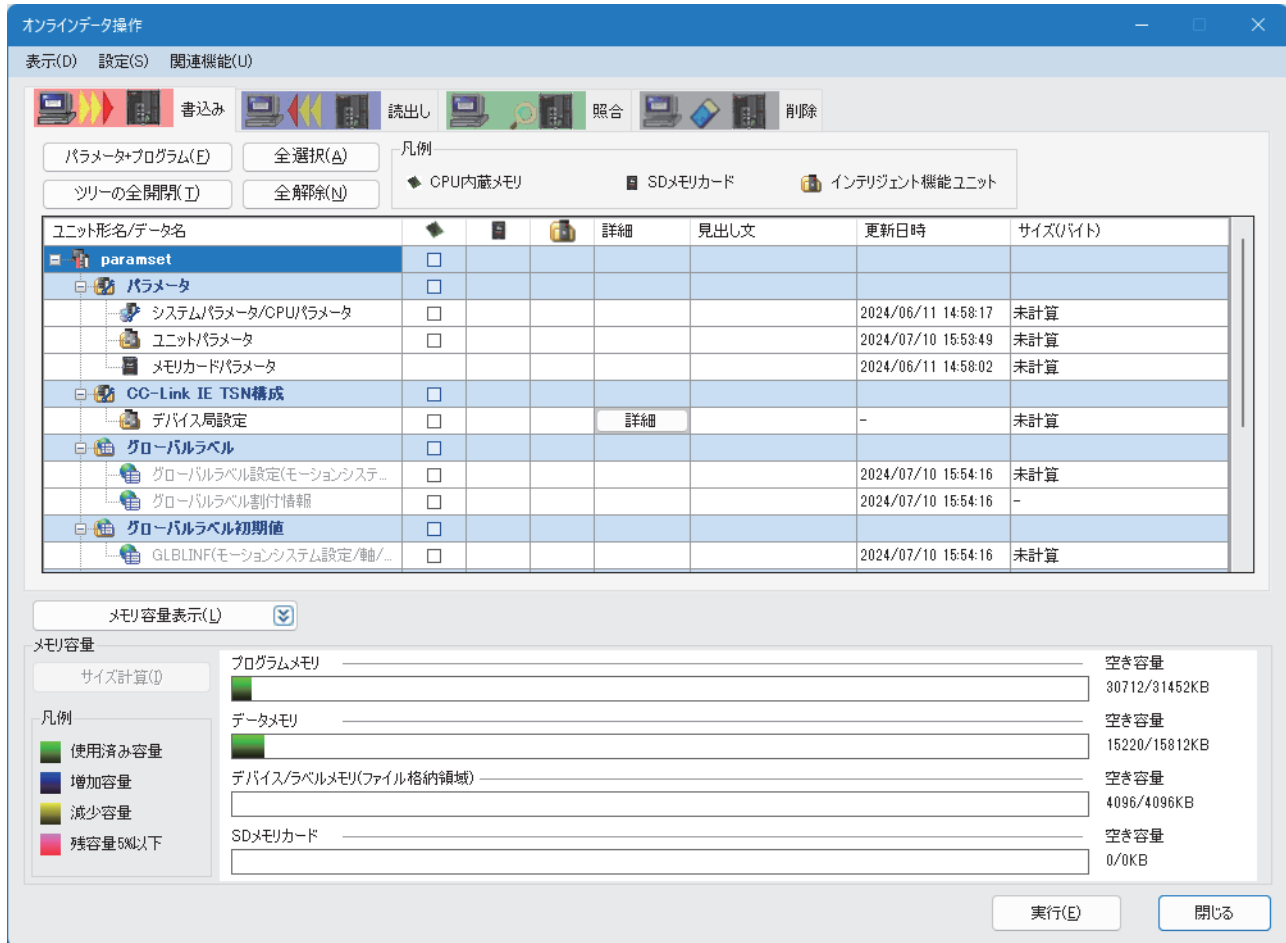 オンラインデータ操作
表示(D) 設定(S) 関連機能(U)
書込み 読出し 照合 削除
パラメータ+プログラム(F) 全選択(A)
ツリーの全開閉(T) 全解除(N)
凡例
CPU内蔵メモリ SDメモリカード インテリジェント機能ユニット
ユニット形名/データ名 詳細 見出し文 更新日時 サイズ(バイト)
paramset
パラメータ
システムパラメータ/CPUパラメータ 2024/06/11 14:58:17 未計算
ユニットパラメータ 2024/07/10 15:53:49 未計算
メモリカードパラメータ 2024/06/11 14:58:02 未計算
CC-Link IE TSN構成
デバイス局設定 詳細 - 未計算
グローバルラベル
グローバルラベル設定(モーションシステ... 2024/07/10 15:54:16 未計算
グローバルラベル割付情報 2024/07/10 15:54:16 -
グローバルラベル初期値
GLBLINF(モーションシステム設定/軸/... 2024/07/10 15:54:16 未計算
メモリ容量表示(L)
メモリ容量
サイズ計算(I)
凡例
使用済み容量
増加容量
減少容量
残容量5%以下
プログラムメモリ 空き容量
30712/31452KB
データメモリ 空き容量
15220/15812KB
デバイス/ラベルメモリ(ファイル格納領域) 空き容量
4096/4096KB
SDメモリカード 空き容量
0/0KB
実行(E) 閉じる